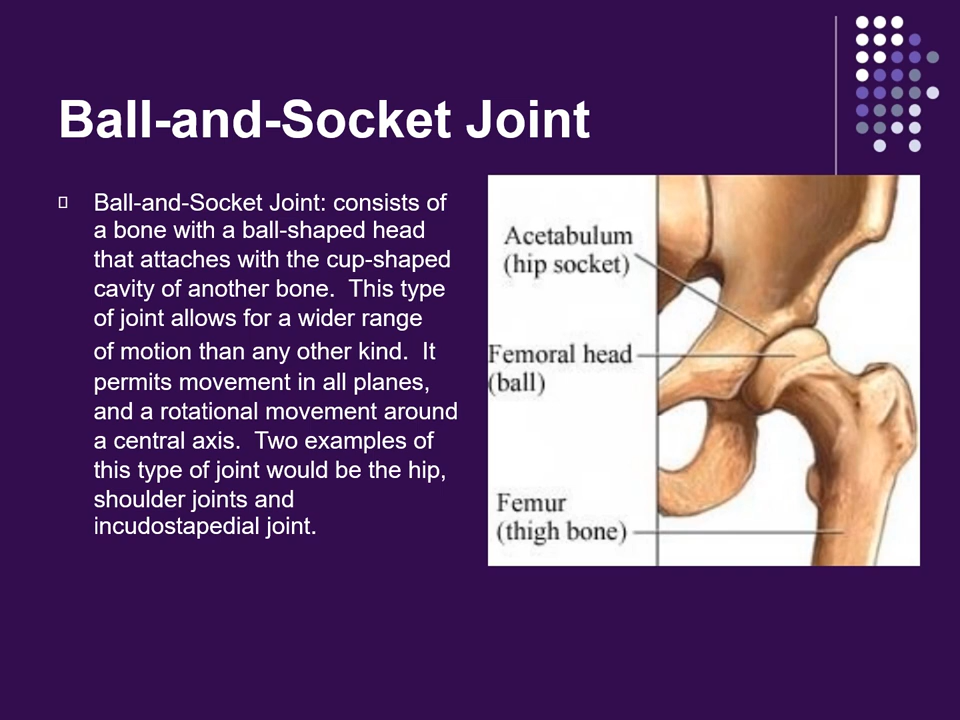 Ball-and-Socket Joint
Ball-and-Socket Joint: consists of
a bone with a ball-shaped head
that attaches with the cup-shaped
cavity of another bone.  This type
of joint allows for a wider range
of motion than any other kind.  It
permits movement in all planes,
and a rotational movement around
a central axis.  Two examples of
this type of joint would be the hip,
shoulder joints and
incudostapedial joint.
Acetabulum
(hip socket)
Femoral head
(ball)
Femur
(thigh bone)